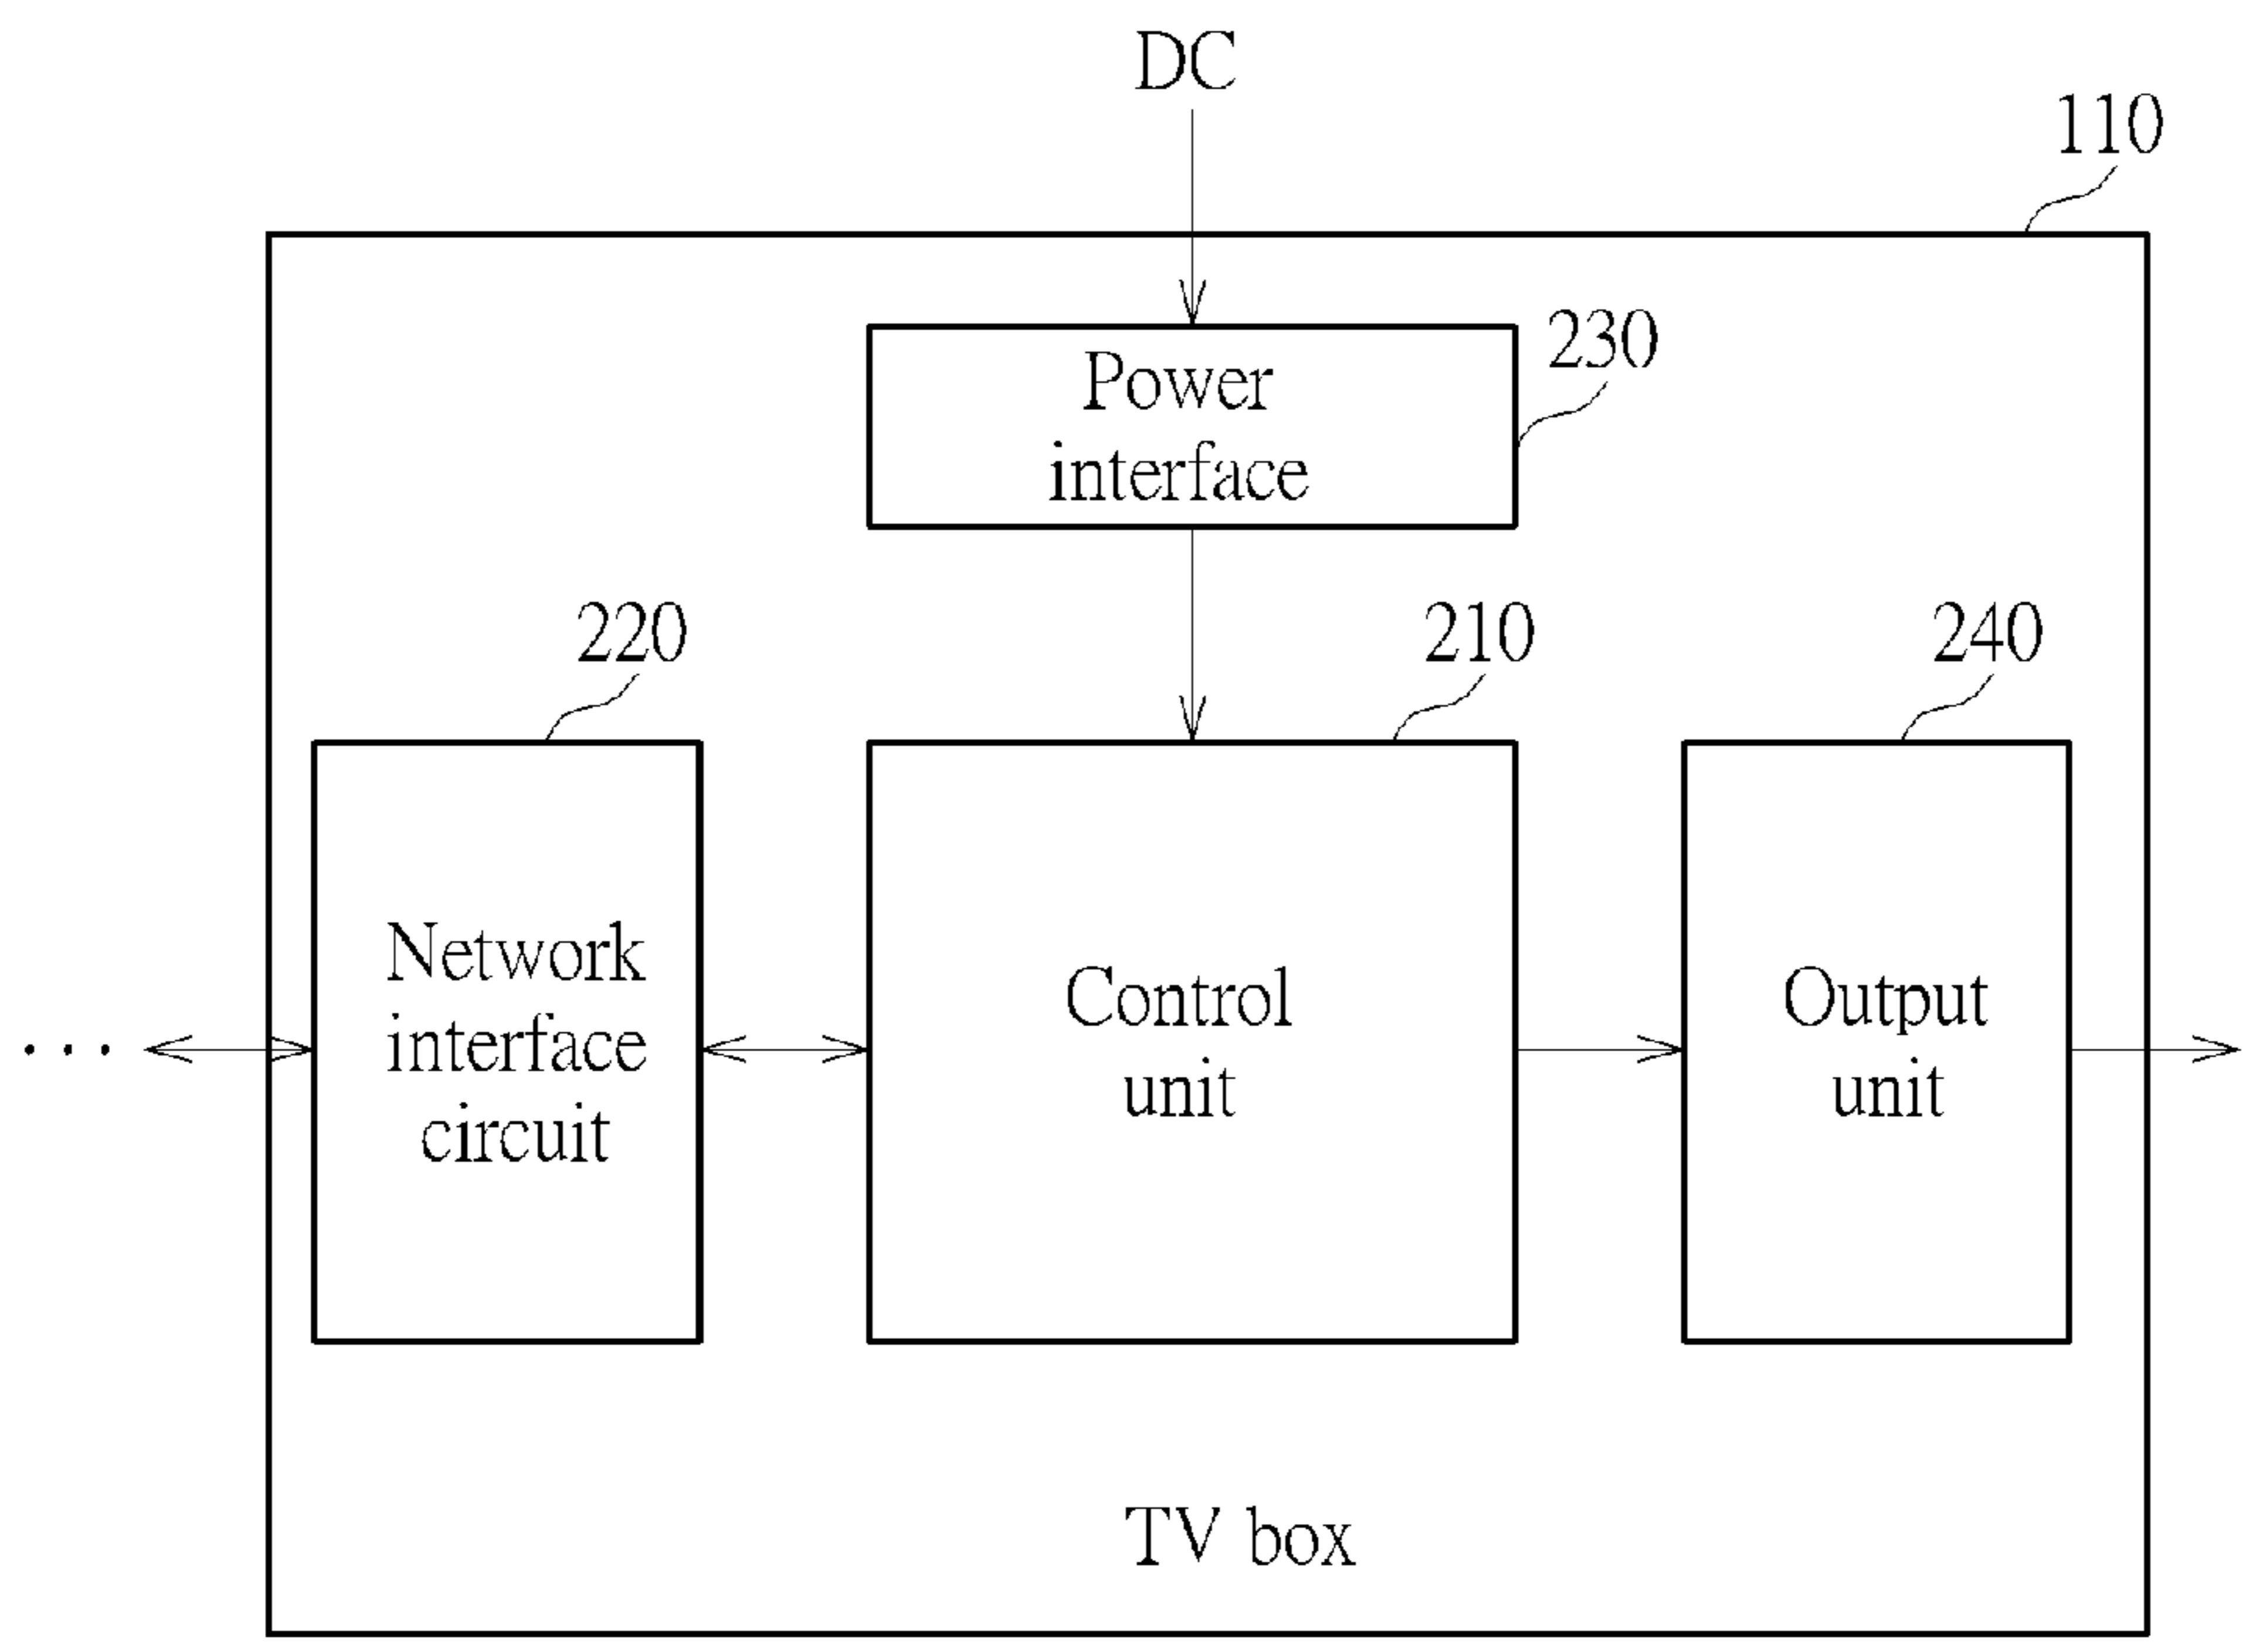 DC
110
Power
interface
230
220
210
240
Network
interface
circuit
Control
unit
Output
unit
...
TV box